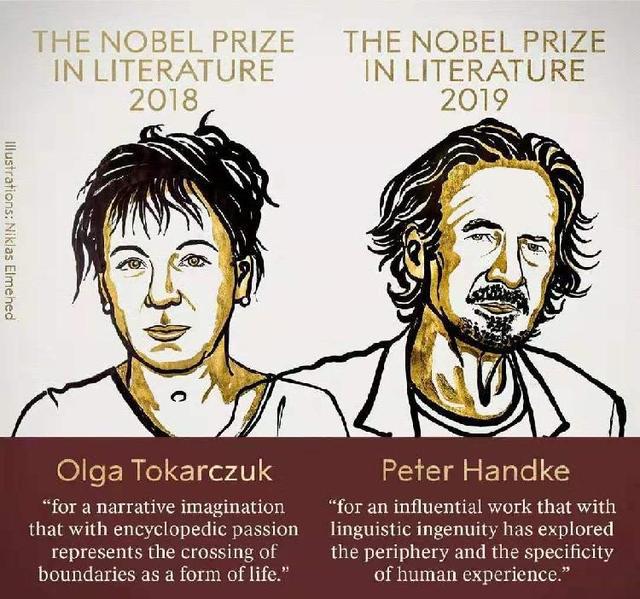 THE NOBEL PRIZE
IN LITERATURE
2018
THE NOBEL PRIZE
IN LITERATURE
2019
Illustrations: Niklas Elmehed
Olga Tokarczuk
“for a narrative imagination
that with encyclopedic passion
represents the crossing of
boundaries as a form of life.”
Peter Handke
“for an influential work that with
linguistic ingenuity has explored
the periphery and the specificity
of human experience.”